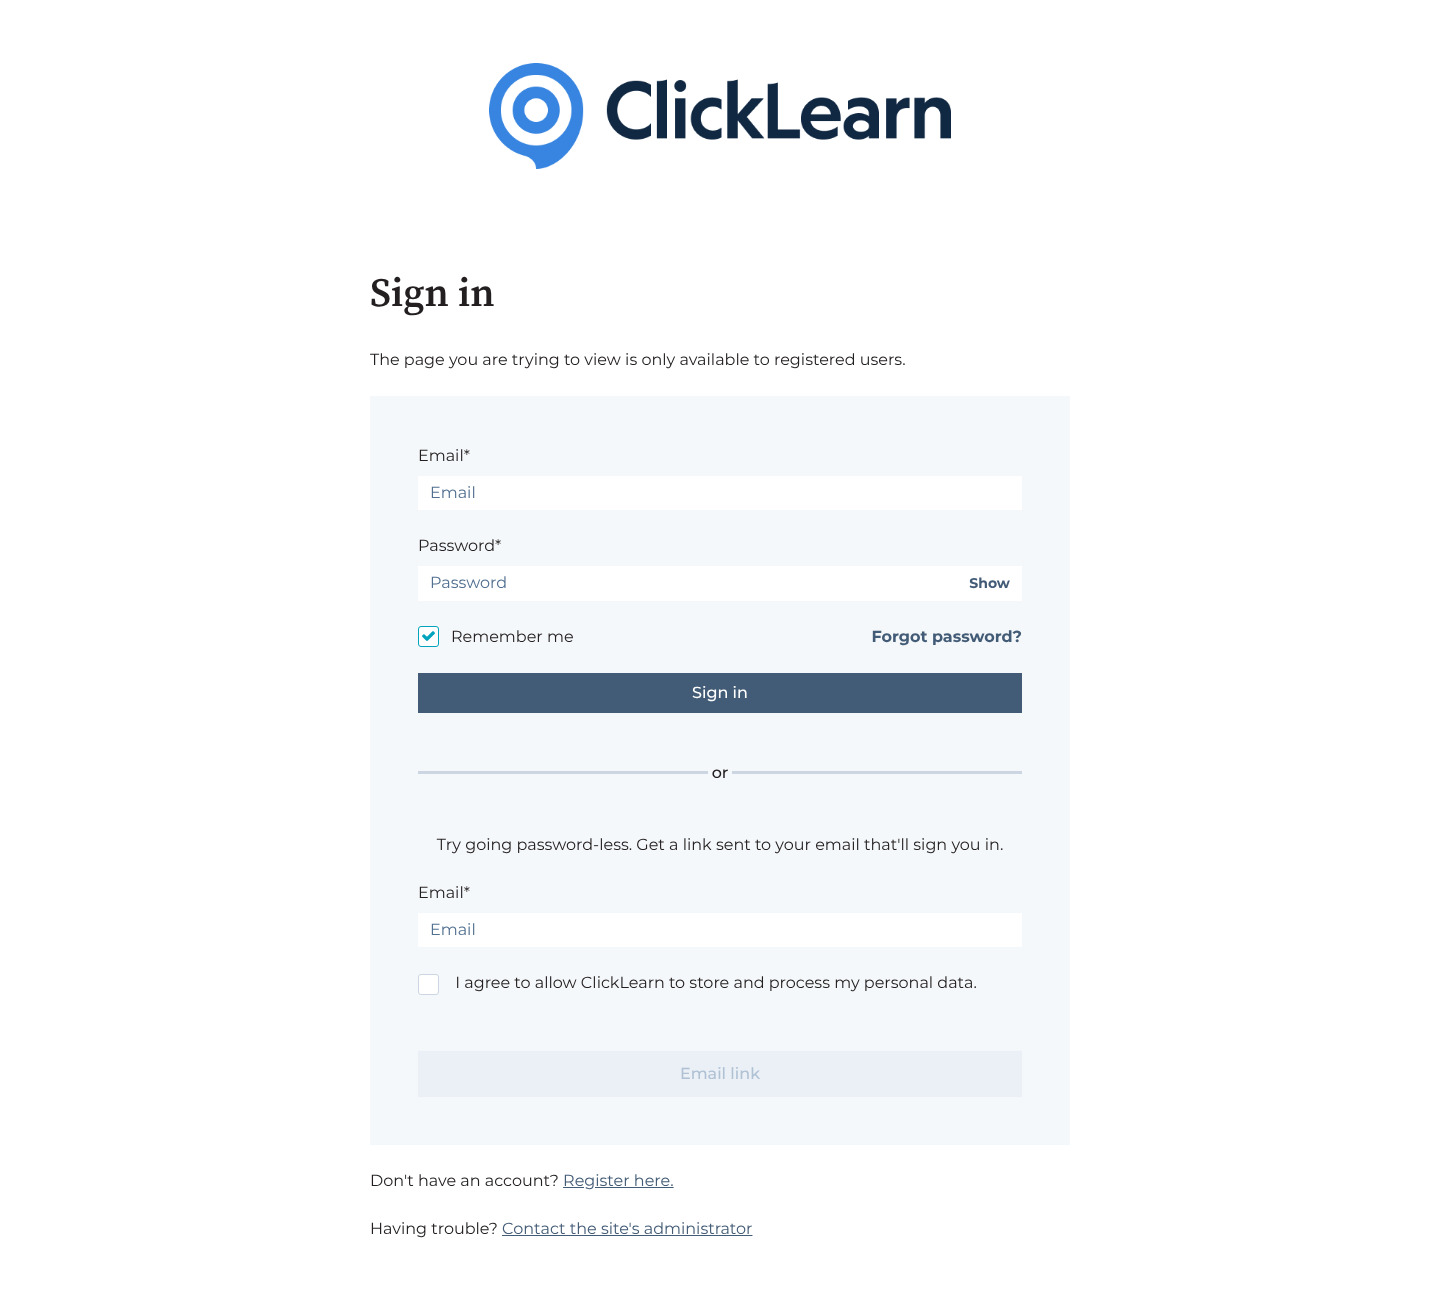 ClickLearn
Sign in
The page you are trying to view is only available to registered users.
Email*
Email
Password*
Password
Show
Remember me
Forgot password?
Sign in
or
Try going password-less. Get a link sent to your email that'll sign you in.
Email*
Email
I agree to allow ClickLearn to store and process my personal data.
Email link
Don't have an account? Register here.
Having trouble? Contact the site's administrator